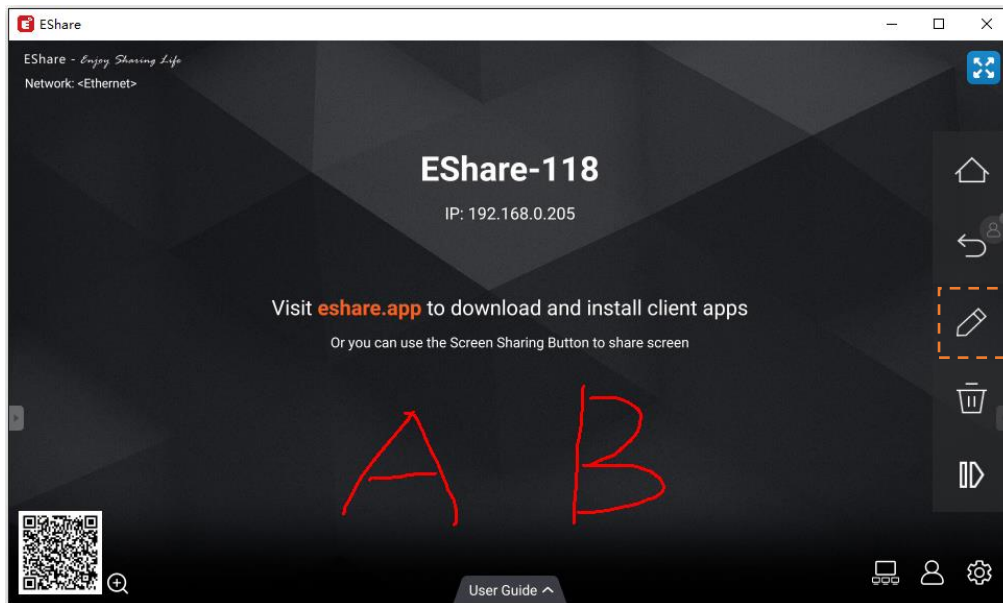 EShare
EShare - Enjoy Sharing Life
Network: <Ethernet>
EShare-118
IP: 192.168.0.205
Visit eshare.app to download and install client apps
Or you can use the Screen Sharing Button to share screen
A B
User Guide